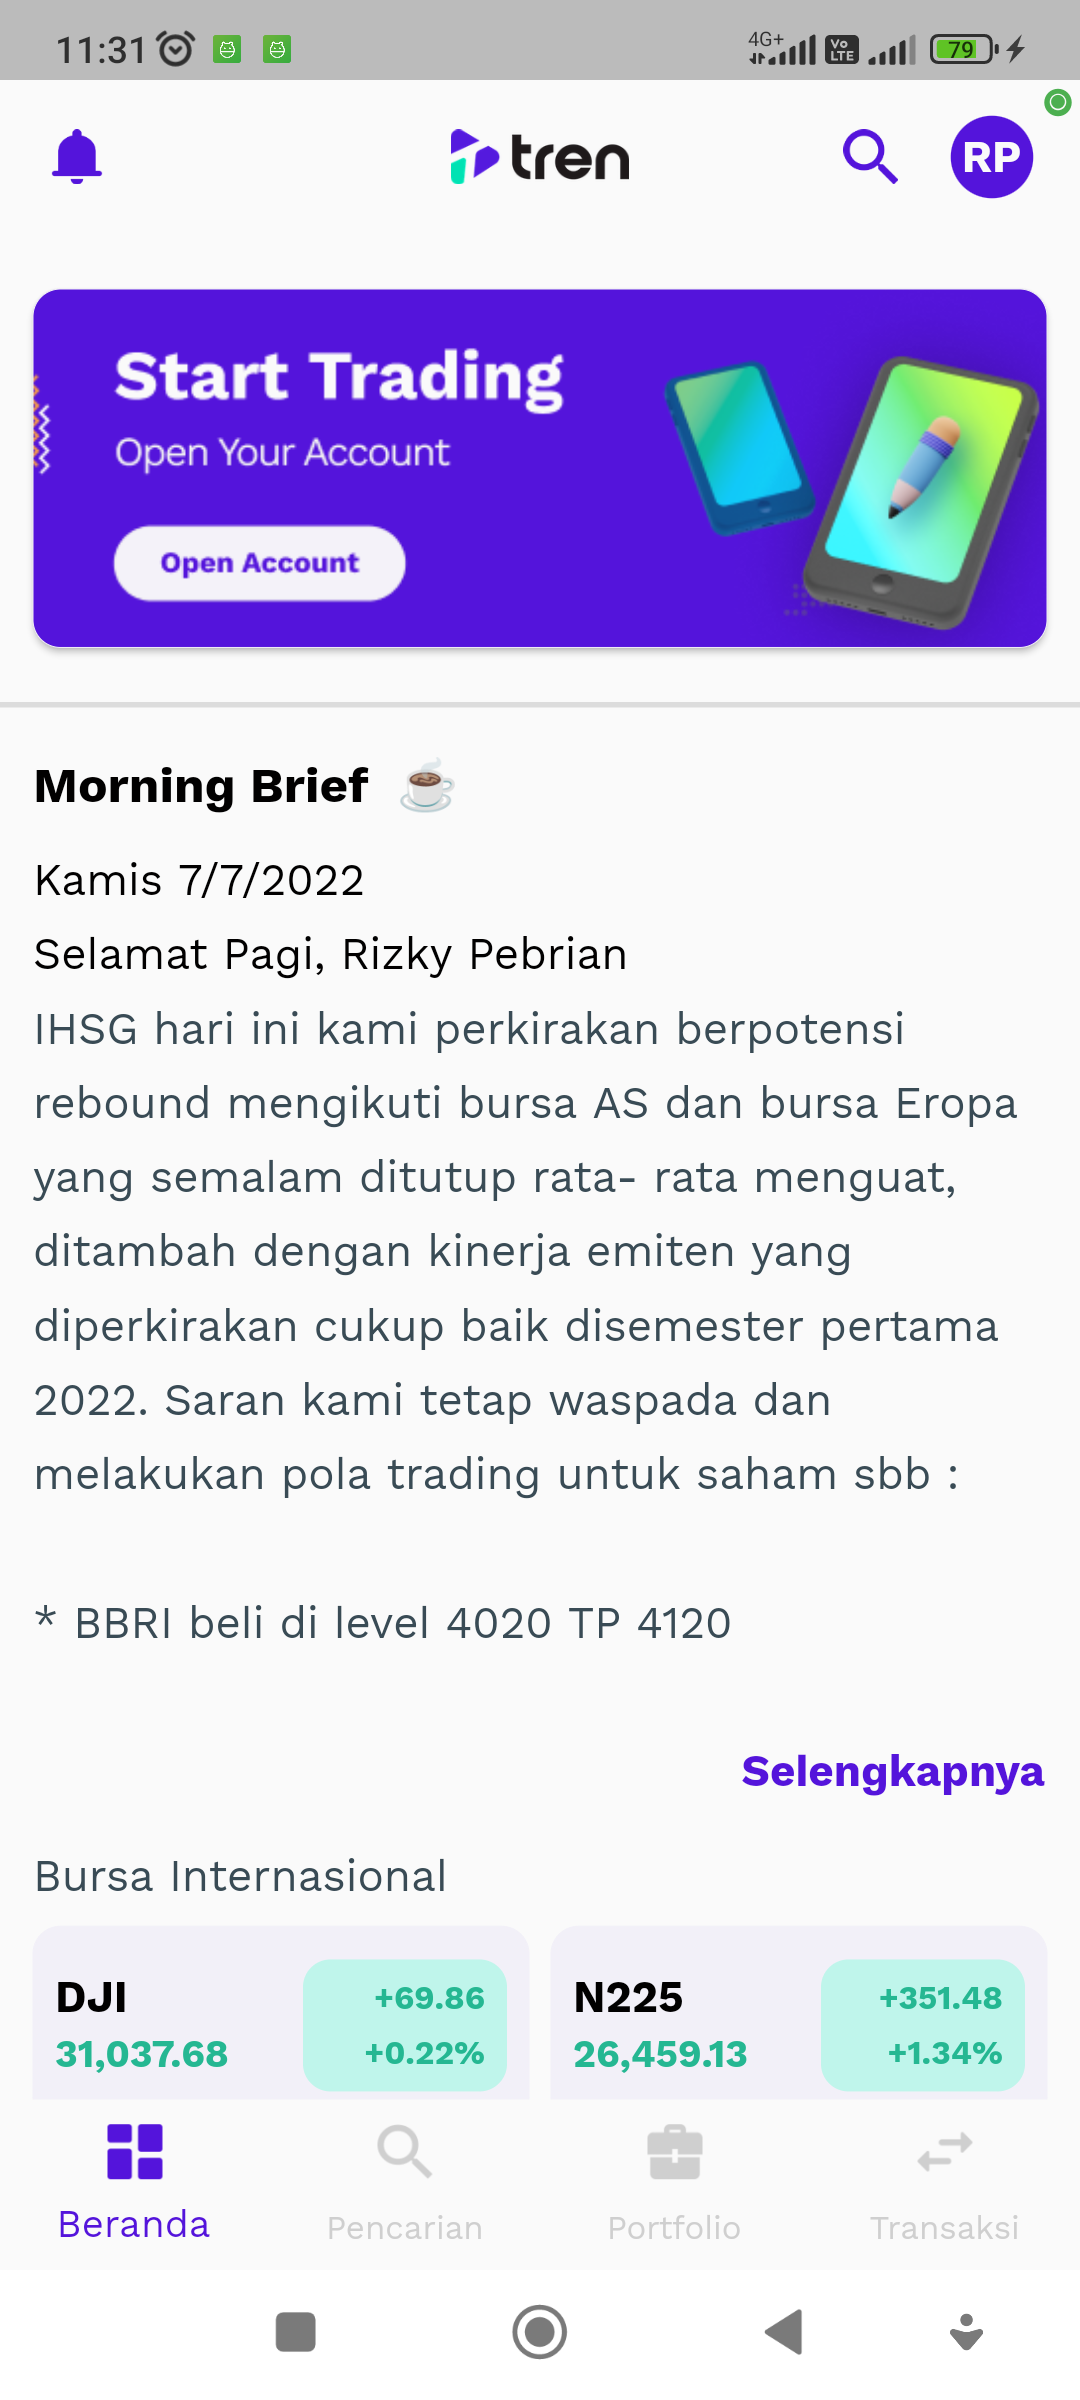 11:31 4G+ Vo LTE 79
tren RP
Start Trading
Open Your Account
Open Account
Morning Brief
Kamis 7/7/2022
Selamat Pagi, Rizky Pebrian
IHSG hari ini kami perkirakan berpotensi
rebound mengikuti bursa AS dan bursa Eropa
yang semalam ditutup rata- rata menguat,
ditambah dengan kinerja emiten yang
diperkirakan cukup baik disemester pertama
2022. Saran kami tetap waspada dan
melakukan pola trading untuk saham sbb :
* BBRI beli di level 4020 TP 4120
Selengkapnya
Bursa Internasional
DJI +69.86 N225 +351.48
31,037.68 +0.22% 26,459.13 +1.34%
Beranda Pencarian Portfolio Transaksi